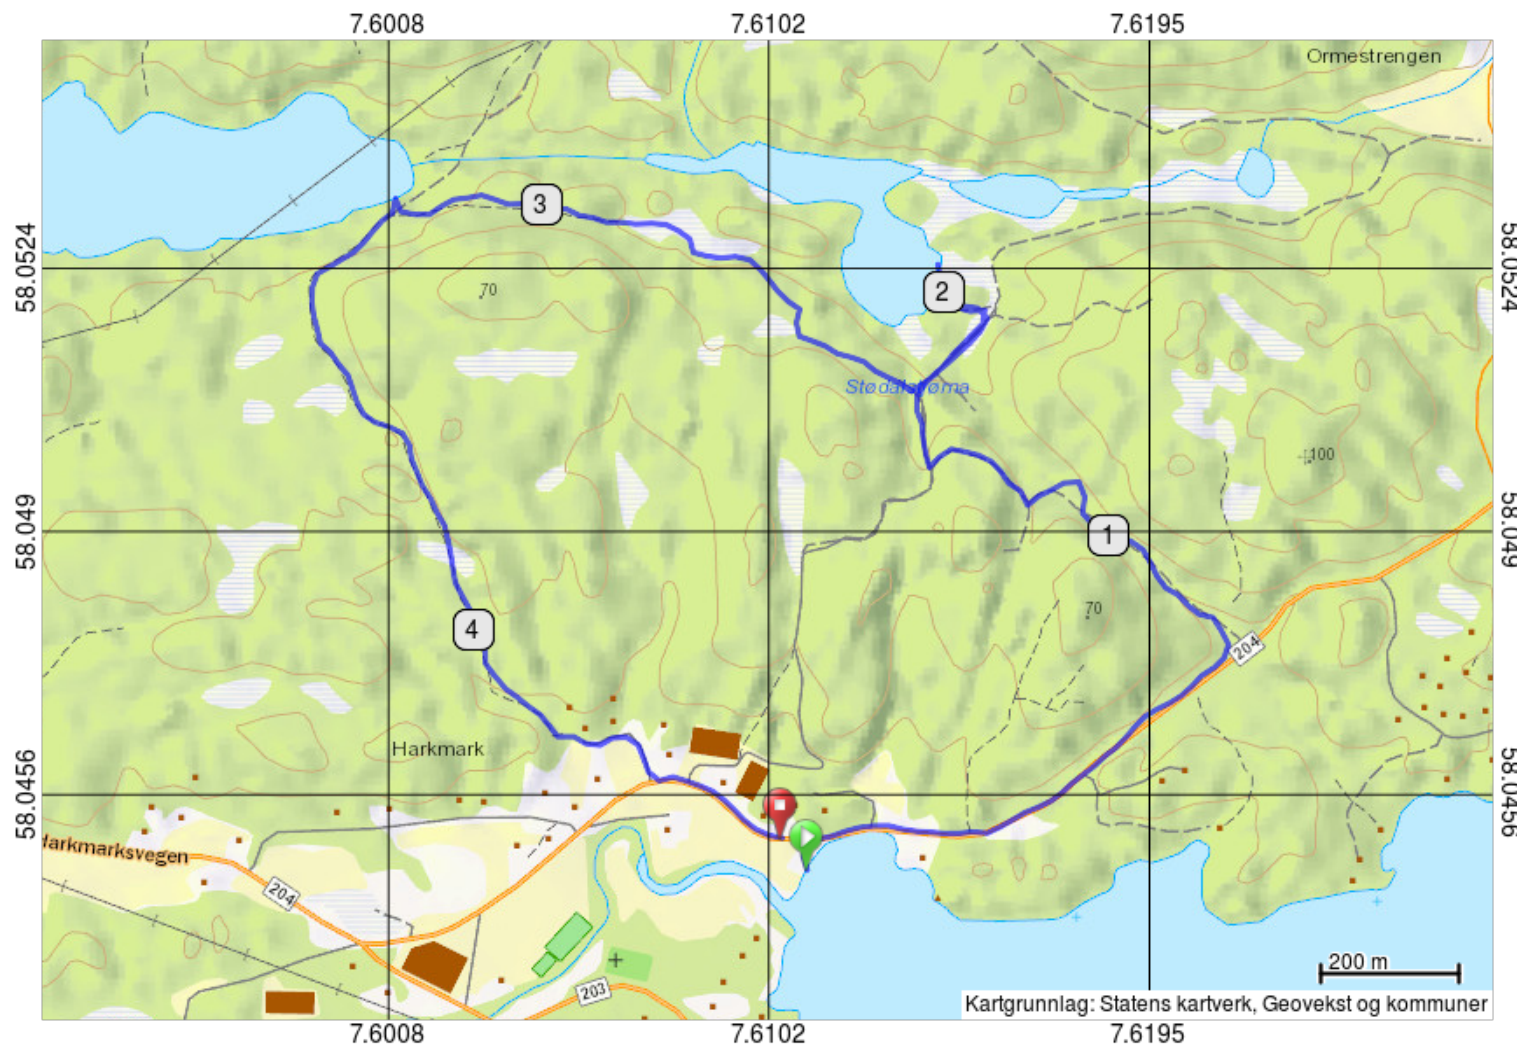 7.6008 7.6102 7.6195
Ormestrengen
3
58.0524 58.0524
2
70
Stødalstrøma
100
58.049 58.049
1
70
4
204
Harkmark
58.0456 58.0456
Harkmarksvegen
204
203
200 m
Kartgrunnlag: Statens kartverk, Geovekst og kommuner
7.6008 7.6102 7.6195